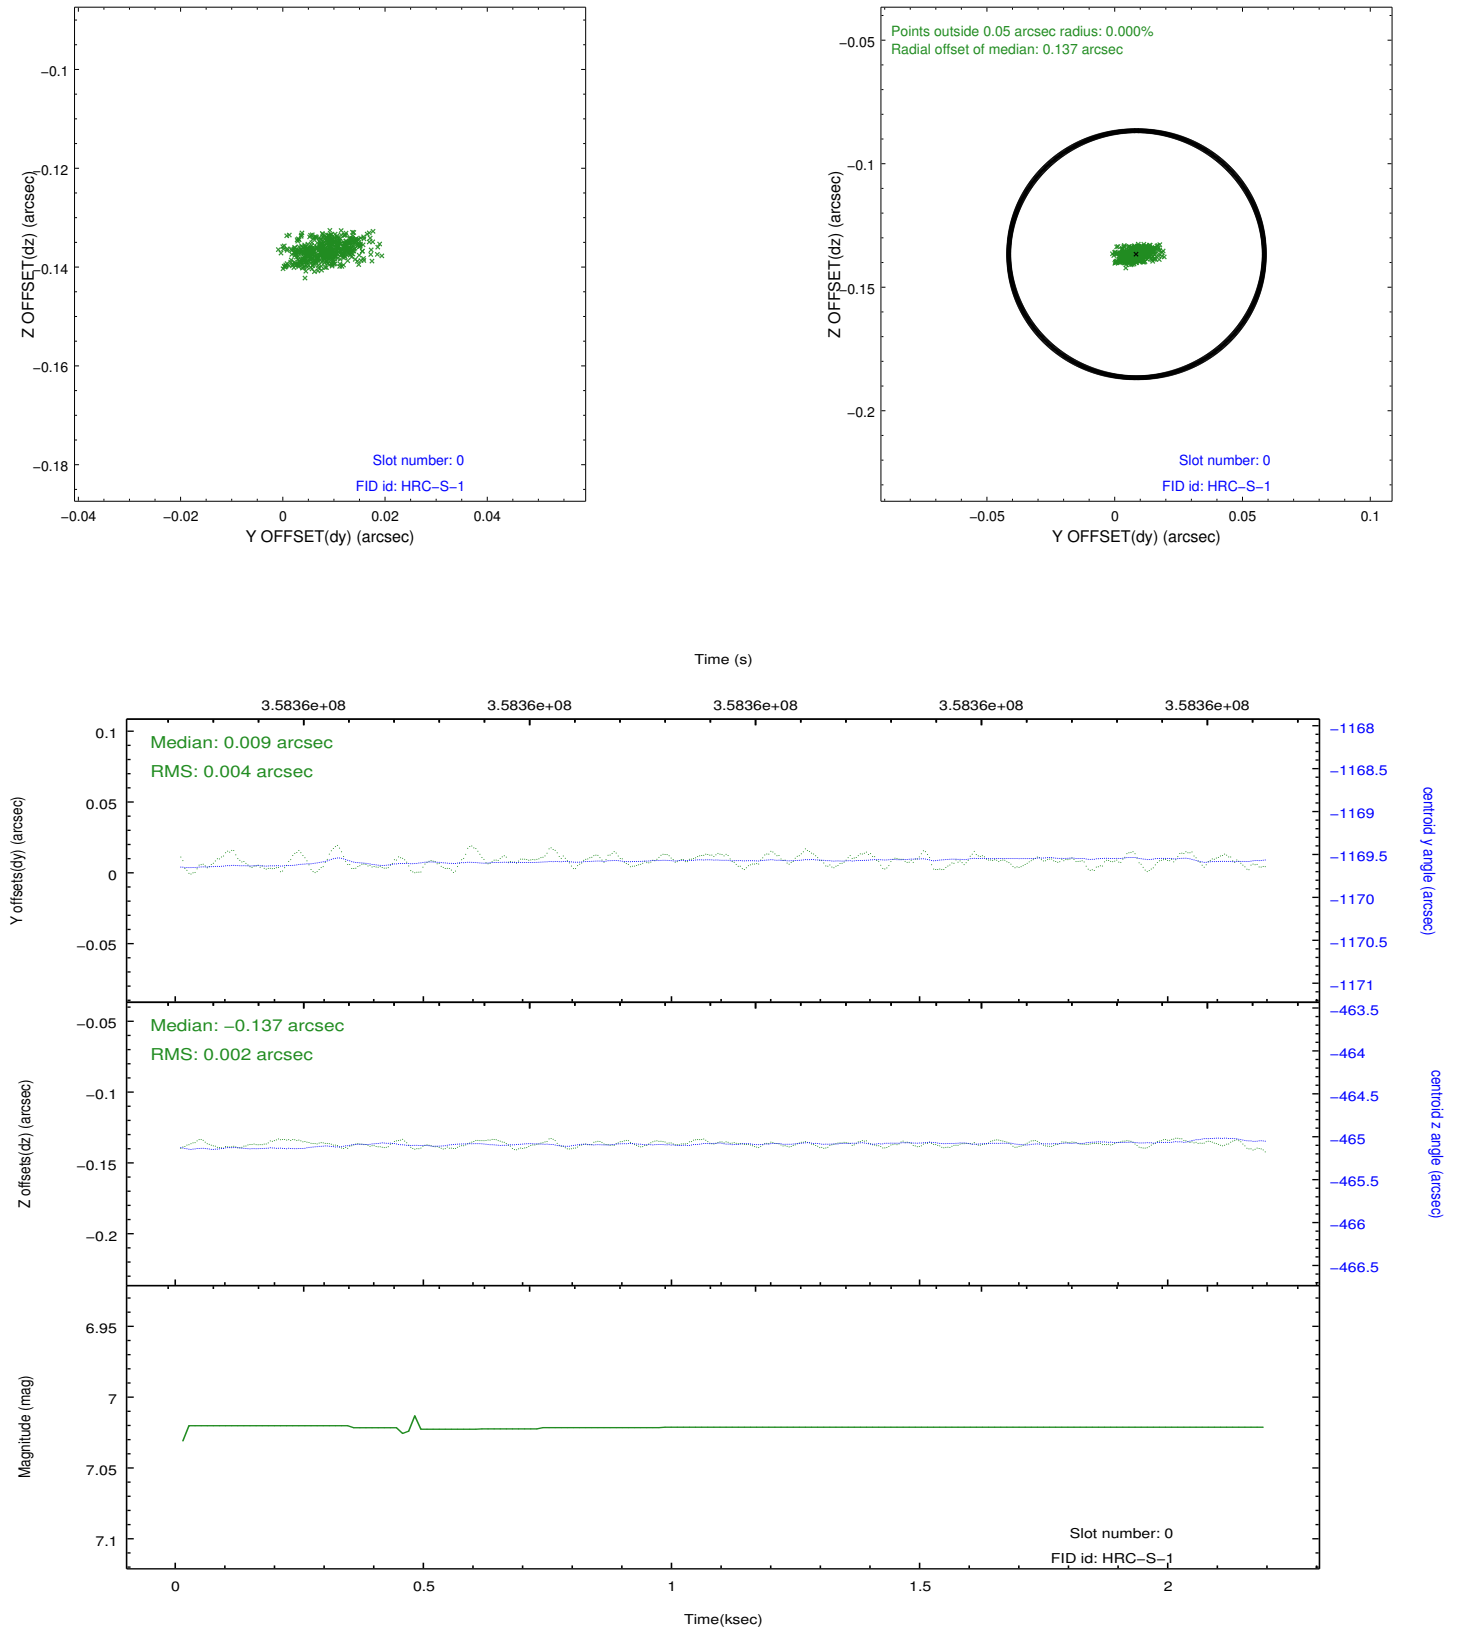 −0.1
−0.12
−0.14
−0.16
−0.18
Z OFFSET(dz) (arcsec)
Slot number: 0
FID id: HRC−S−1
−0.04
−0.02
0
0.02
0.04
Y OFFSET(dy) (arcsec)
Points outside 0.05 arcsec radius: 0.000%
Radial offset of median: 0.137 arcsec
−0.05
−0.1
−0.15
−0.2
Z OFFSET(dz) (arcsec)
Slot number: 0
FID id: HRC−S−1
−0.05
0
0.05
0.1
Y OFFSET(dy) (arcsec)
Time (s)
3.5836e+08
3.5836e+08
3.5836e+08
3.5836e+08
3.5836e+08
Median: 0.009 arcsec
RMS: 0.004 arcsec
0.1
0.05
0
−0.05
Y offsets(dy) (arcsec)
−1168
−1168.5
−1169
−1169.5
−1170
−1170.5
−1171
centroid y angle (arcsec)
Median: −0.137 arcsec
RMS: 0.002 arcsec
−0.05
−0.1
−0.15
−0.2
Z offsets(dz) (arcsec)
−463.5
−464
−464.5
−465
−465.5
−466
−466.5
centroid z angle (arcsec)
6.95
7
7.05
7.1
Magnitude (mag)
Slot number: 0
FID id: HRC−S−1
0
0.5
1
1.5
2
Time(ksec)